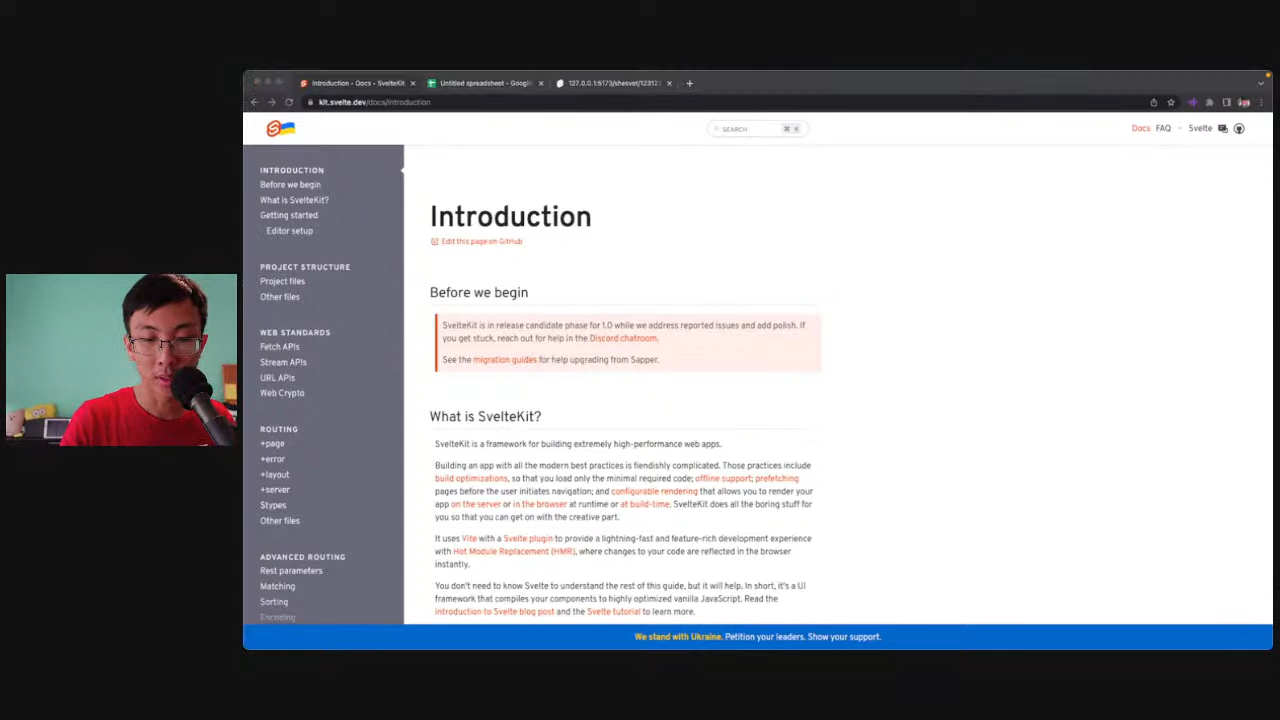 Introduction - Docs - SvelteKit
Untitled spreadsheet - Google
127.0.0.1:5173/shesvet/12312
kit.svelte.dev/docs/introduction
SEARCH
⌘ K
Docs
FAQ
Svelte
INTRODUCTION
Before we begin
What is SvelteKit?
Getting started
Editor setup
PROJECT STRUCTURE
Project files
Other files
WEB STANDARDS
Fetch APIs
Stream APIs
URL APIs
Web Crypto
ROUTING
+page
+error
+layout
+server
$types
Other files
ADVANCED ROUTING
Rest parameters
Matching
Sorting
Encoding
Introduction
Edit this page on GitHub
Before we begin
SvelteKit is in release candidate phase for 1.0 while we address reported issues and add polish. If
you get stuck, reach out for help in the Discord chatroom.
See the migration guides for help upgrading from Sapper.
What is SvelteKit?
SvelteKit is a framework for building extremely high-performance web apps.
Building an app with all the modern best practices is fiendishly complicated. Those practices include
build optimizations, so that you load only the minimal required code; offline support; prefetching
pages before the user initiates navigation; and configurable rendering that allows you to render your
app on the server or in the browser at runtime or at build-time. SvelteKit does all the boring stuff for
you so that you can get on with the creative part.
It uses Vite with a Svelte plugin to provide a lightning-fast and feature-rich development experience
with Hot Module Replacement (HMR), where changes to your code are reflected in the browser
instantly.
You don't need to know Svelte to understand the rest of this guide, but it will help. In short, it's a UI
framework that compiles your components to highly optimized vanilla JavaScript. Read the
introduction to Svelte blog post and the Svelte tutorial to learn more.
We stand with Ukraine. Petition your leaders. Show your support.